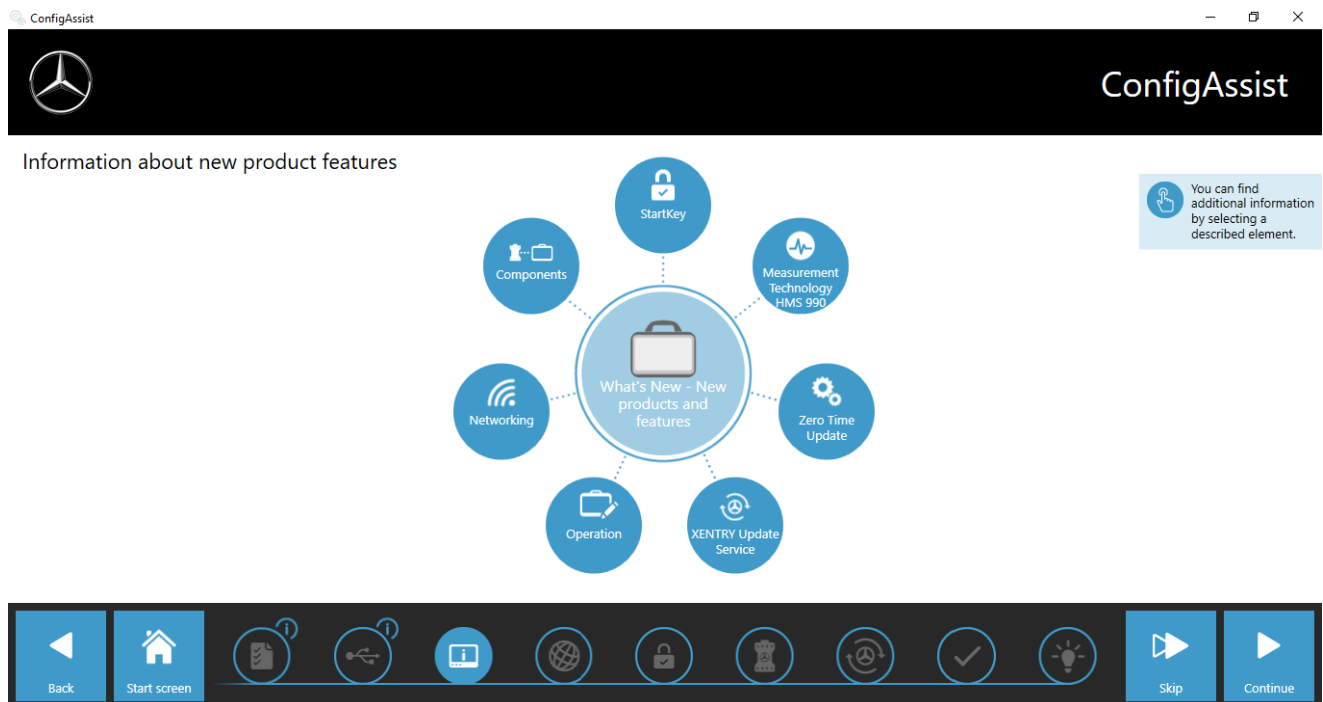 ConfigAssist
ConfigAssist
Information about new product features
You can find
additional information
by selecting a
described element.
StartKey
Components
Measurement
Technology
HMS 990
What's New - New
products and
features
Networking
Zero Time
Update
Operation
XENTRY Update
Service
Back
Start screen
Skip
Continue